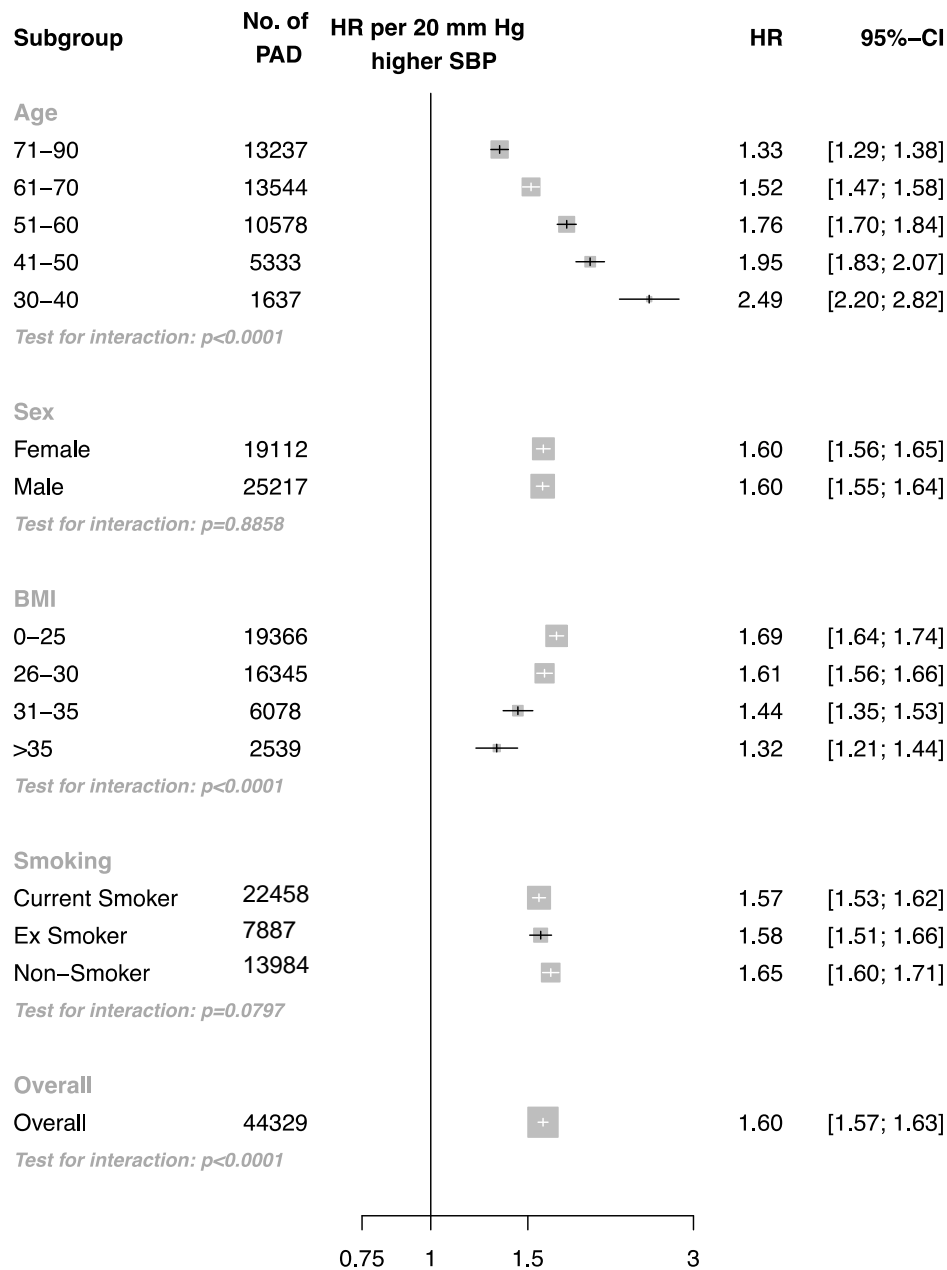 Subgroup No. of PAD HR per 20 mm Hg higher SBP HR 95%–CI
Age
71–90 13237 1.33 [1.29; 1.38]
61–70 13544 1.52 [1.47; 1.58]
51–60 10578 1.76 [1.70; 1.84]
41–50 5333 1.95 [1.83; 2.07]
30–40 1637 2.49 [2.20; 2.82]
Test for interaction: p<0.0001
Sex
Female 19112 1.60 [1.56; 1.65]
Male 25217 1.60 [1.55; 1.64]
Test for interaction: p=0.8858
BMI
0–25 19366 1.69 [1.64; 1.74]
26–30 16345 1.61 [1.56; 1.66]
31–35 6078 1.44 [1.35; 1.53]
>35 2539 1.32 [1.21; 1.44]
Test for interaction: p<0.0001
Smoking
Current Smoker 22458 1.57 [1.53; 1.62]
Ex Smoker 7887 1.58 [1.51; 1.66]
Non–Smoker 13984 1.65 [1.60; 1.71]
Test for interaction: p=0.0797
Overall
Overall 44329 1.60 [1.57; 1.63]
Test for interaction: p<0.0001
0.75 1 1.5 3